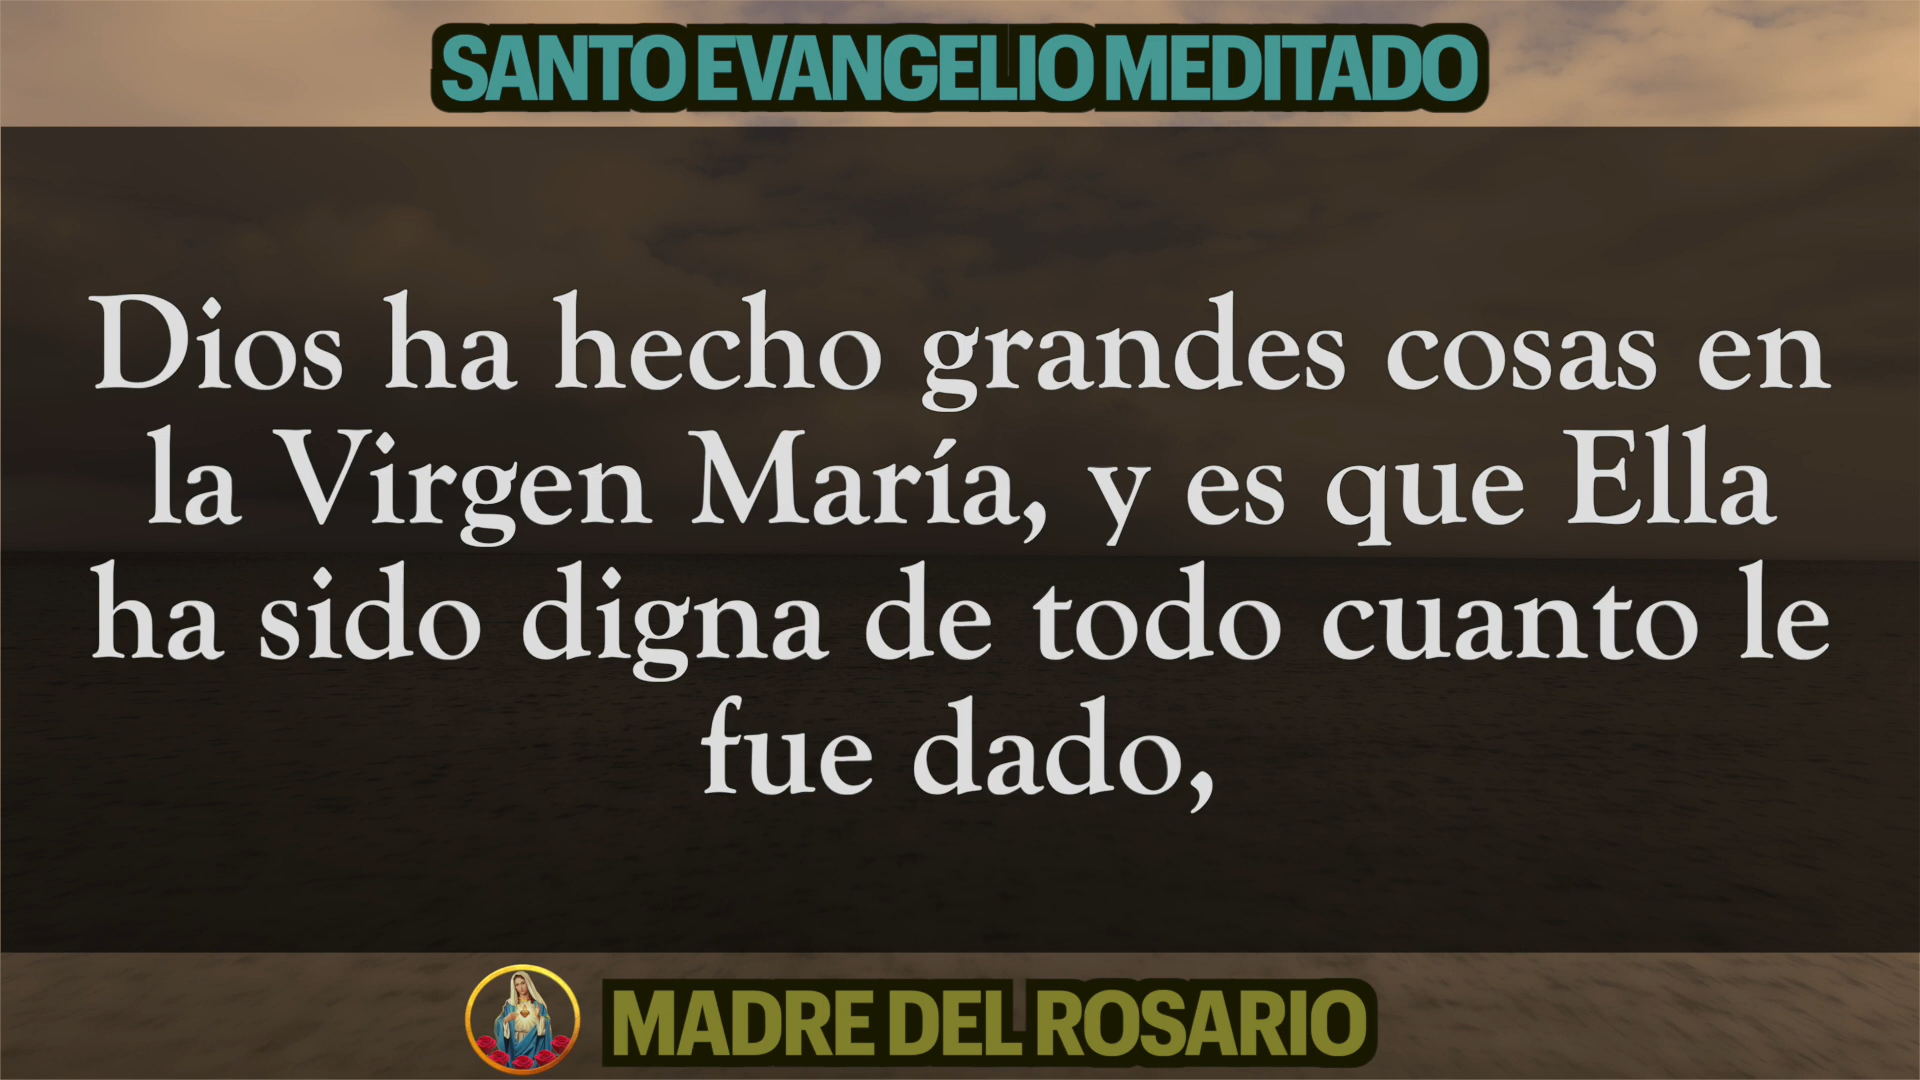 SANTO EVANGELIO MEDITADO
Dios ha hecho grandes cosas en
la Virgen María, y es que Ella
ha sido digna de todo cuanto le
fue dado,
MADRE DEL ROSARIO